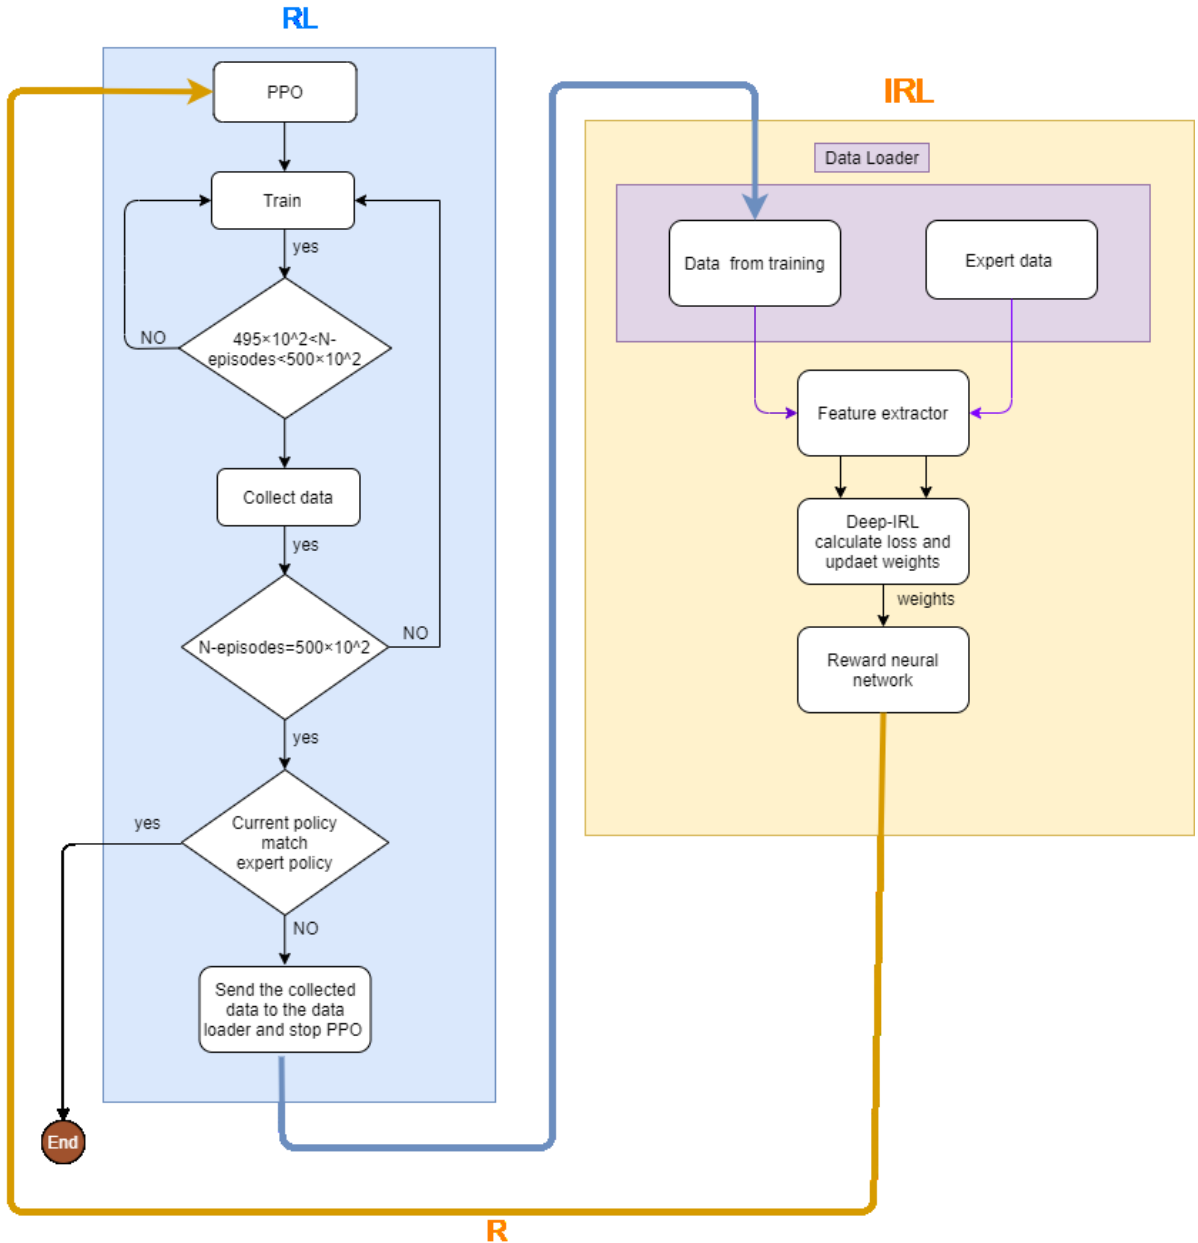 RL
PPO
Train
yes
495×10^2<N-
episodes<500×10^2
NO
Collect data
yes
N-episodes=500×10^2
NO
yes
Current policy
match
expert policy
yes
NO
Send the collected
data to the data
loader and stop PPO
End
IRL
Data Loader
Data from training
Expert data
Feature extractor
Deep-IRL
calculate loss and
updaet weights
weights
Reward neural
network
R